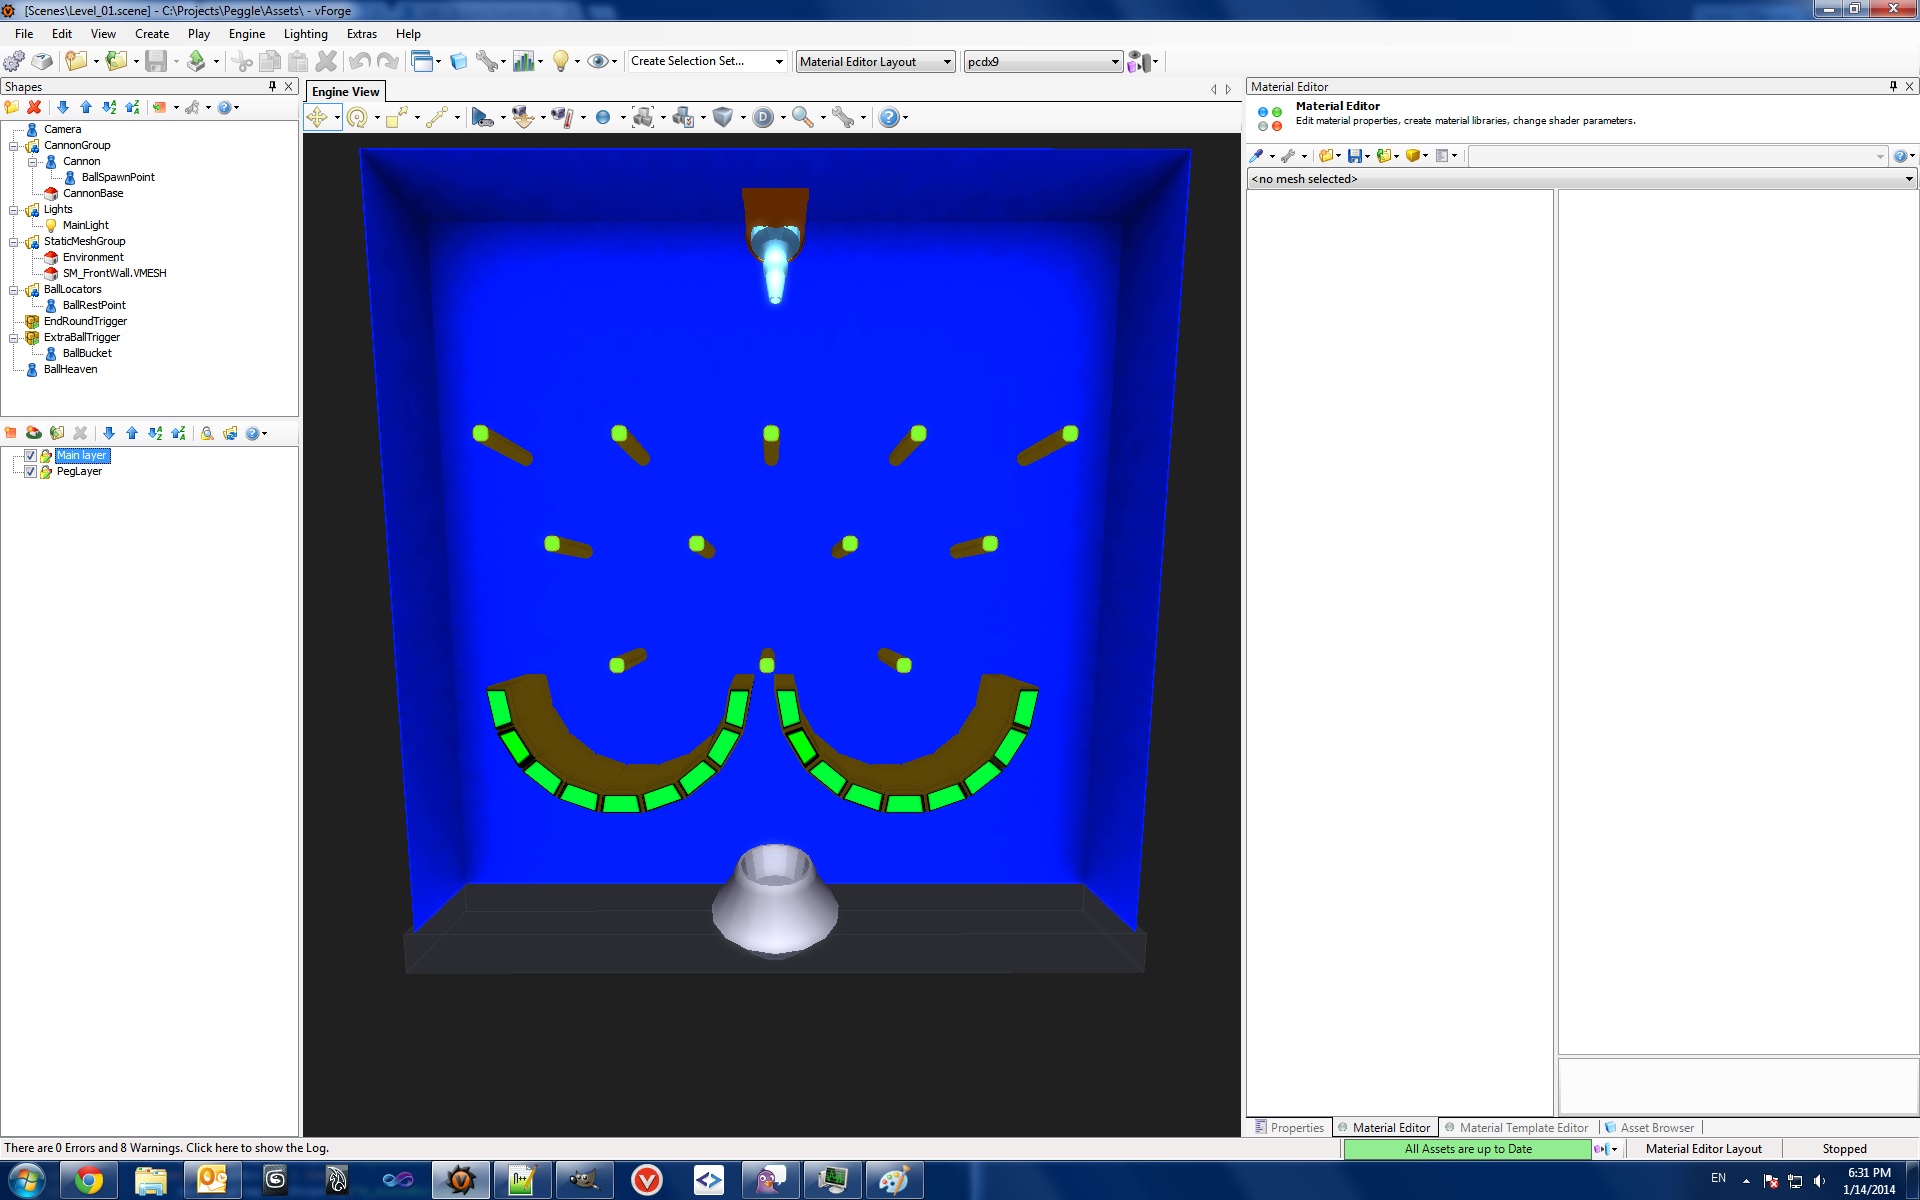 [Scenes\Level_01.scene] - C:\Projects\Peggle\Assets\ - vForge
File Edit View Create Play Engine Lighting Extras Help
Create Selection Set... Material Editor Layout pcdx9
Shapes
Camera
CannonGroup
Cannon
BallSpawnPoint
CannonBase
Lights
MainLight
StaticMeshGroup
Environment
SM_FrontWall.VMESH
BallLocators
BallRestPoint
EndRoundTrigger
ExtraBallTrigger
BallBucket
BallHeaven
Main layer
PegLayer
Engine View
Material Editor
Material Editor
Edit material properties, create material libraries, change shader parameters.
<no mesh selected>
Properties Material Editor Material Template Editor Asset Browser
There are 0 Errors and 8 Warnings. Click here to show the Log.
All Assets are up to Date Material Editor Layout Stopped
EN
6:31 PM
1/14/2014